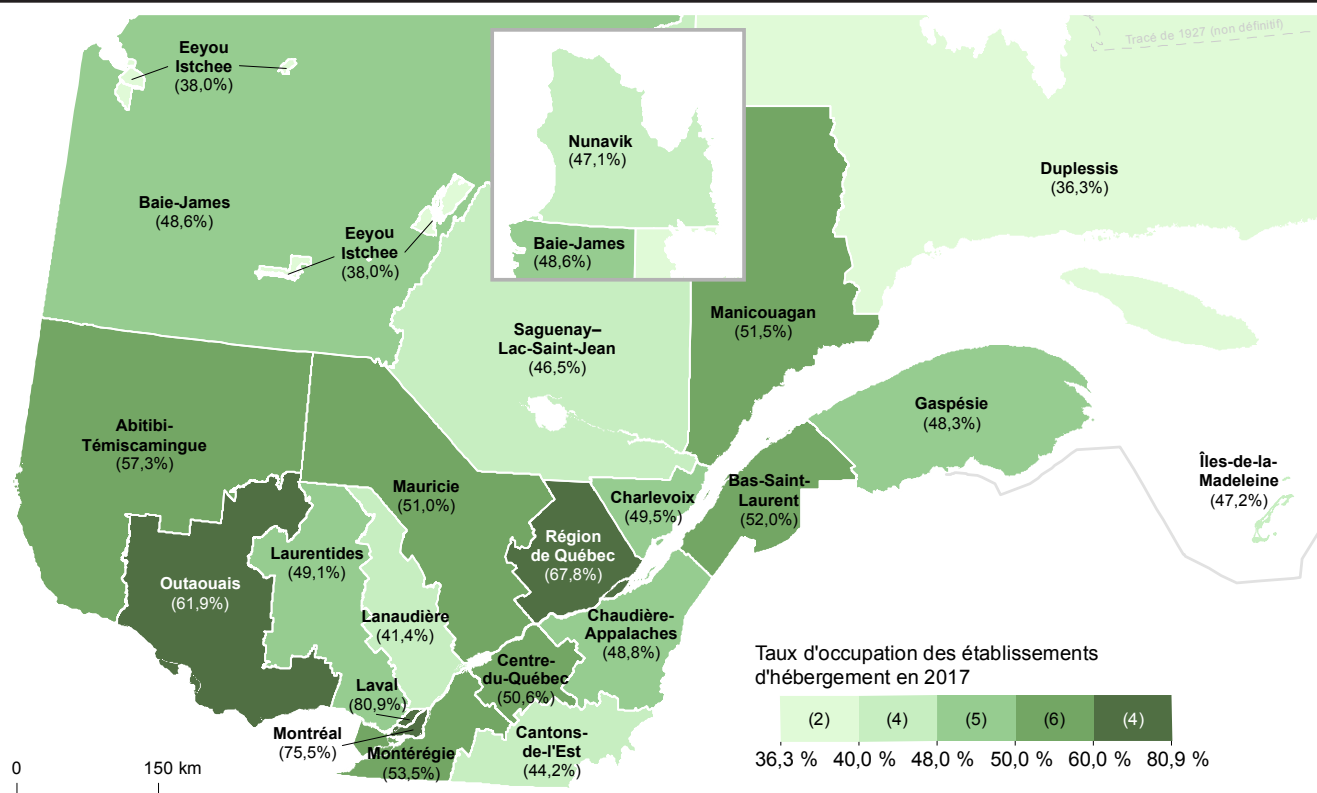 Tracé de 1927 (non définitif)
Eeyou
Istchee
(38,0%)
Nunavik
(47,1%)
Duplessis
(36,3%)
Baie-James
(48,6%)
Eeyou
Istchee
(38,0%)
Baie-James
(48,6%)
Manicouagan
(51,5%)
Saguenay–
Lac-Saint-Jean
(46,5%)
Gaspésie
(48,3%)
Abitibi-
Témiscamingue
(57,3%)
Îles-de-la-
Madeleine
(47,2%)
Mauricie
(51,0%)
Charlevoix
(49,5%)
Bas-Saint-
Laurent
(52,0%)
Région
de Québec
(67,8%)
Laurentides
(49,1%)
Outaouais
(61,9%)
Lanaudière
(41,4%)
Chaudière-
Appalaches
(48,8%)
Centre-
du-Québec
(50,6%)
Laval
(80,9%)
Montréal
(75,5%)
Montérégie
(53,5%)
Cantons-
de-l'Est
(44,2%)
Taux d'occupation des établissements
d'hébergement en 2017
(2) (4) (5) (6) (4)
36,3 % 40,0 % 48,0 % 50,0 % 60,0 % 80,9 %
0 150 km